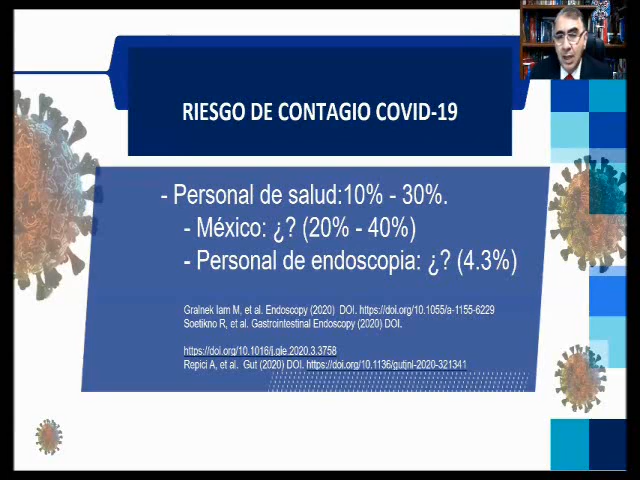 RIESGO DE CONTAGIO COVID-19
- Personal de salud:10% - 30%.
- México: ¿? (20% - 40%)
- Personal de endoscopia: ¿? (4.3%)
Gralnek Iam M, et al. Endoscopy (2020) DOI. https://doi.org/10.1055/a-1155-6229
Soetikno R, et al. Gastrointestinal Endoscopy (2020) DOI.
https://doi.org/10.1016/j.gie.2020.3.3758
Repici A, et al. Gut (2020) DOI. https://doi.org/10.1136/gutjnl-2020-321341